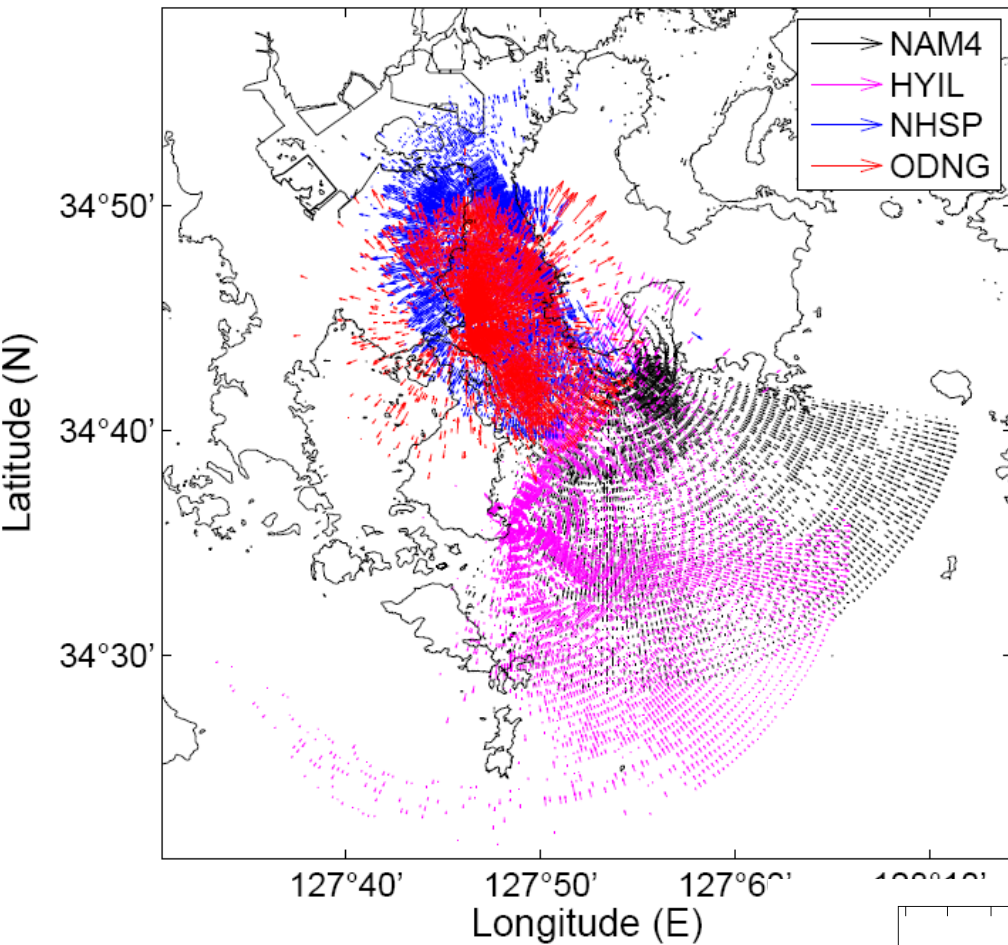 NAM4
HYIL
NHSP
ODNG
34°50'
34°40'
34°30'
Latitude (N)
127°40' 127°50'
Longitude (E)